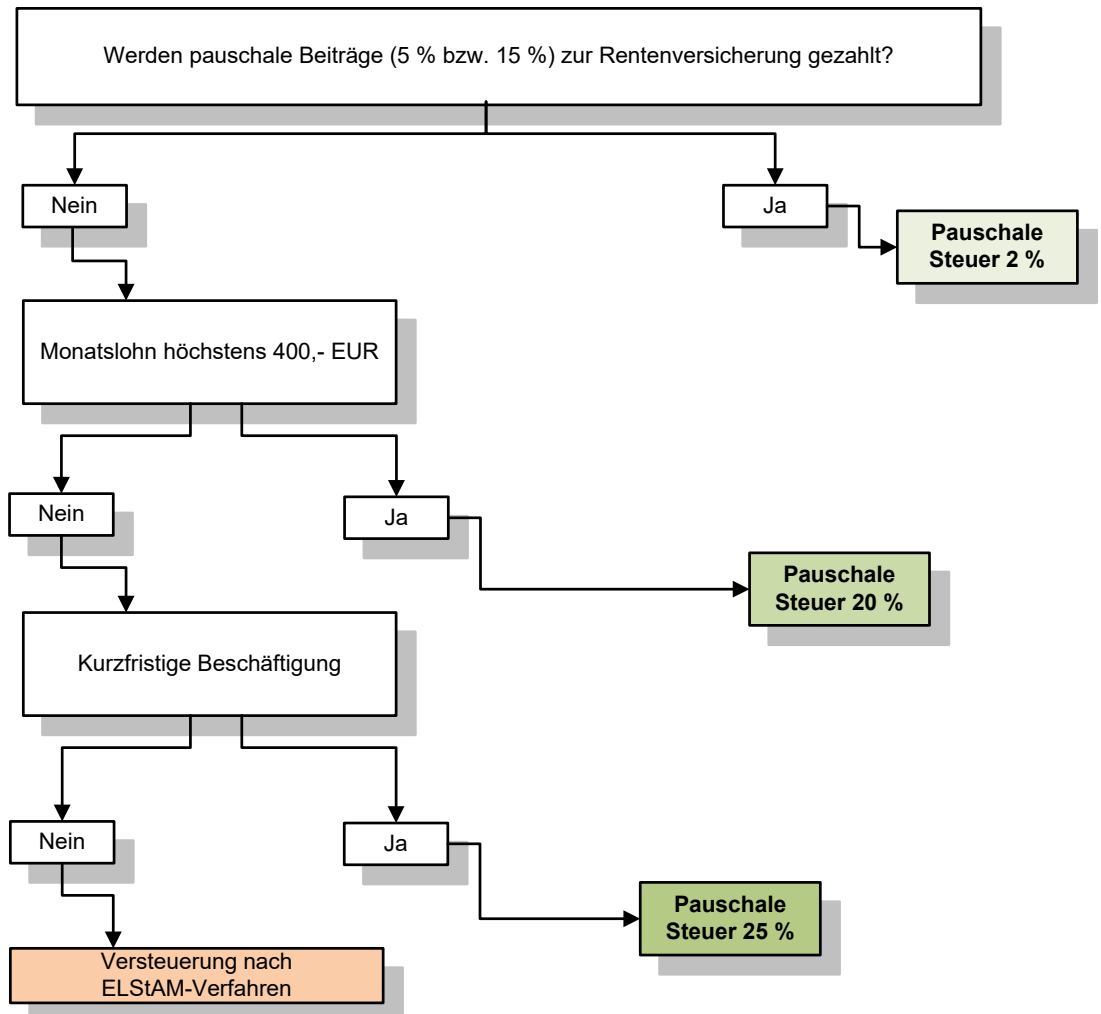 Werden pauschale Beiträge (5 % bzw. 15 %) zur Rentenversicherung gezahlt?
Nein
Ja
Pauschale
Steuer 2 %
Monatslohn höchstens 400,- EUR
Nein
Ja
Pauschale
Steuer 20 %
Kurzfristige Beschäftigung
Nein
Ja
Pauschale
Steuer 25 %
Versteuerung nach
ELStAM-Verfahren